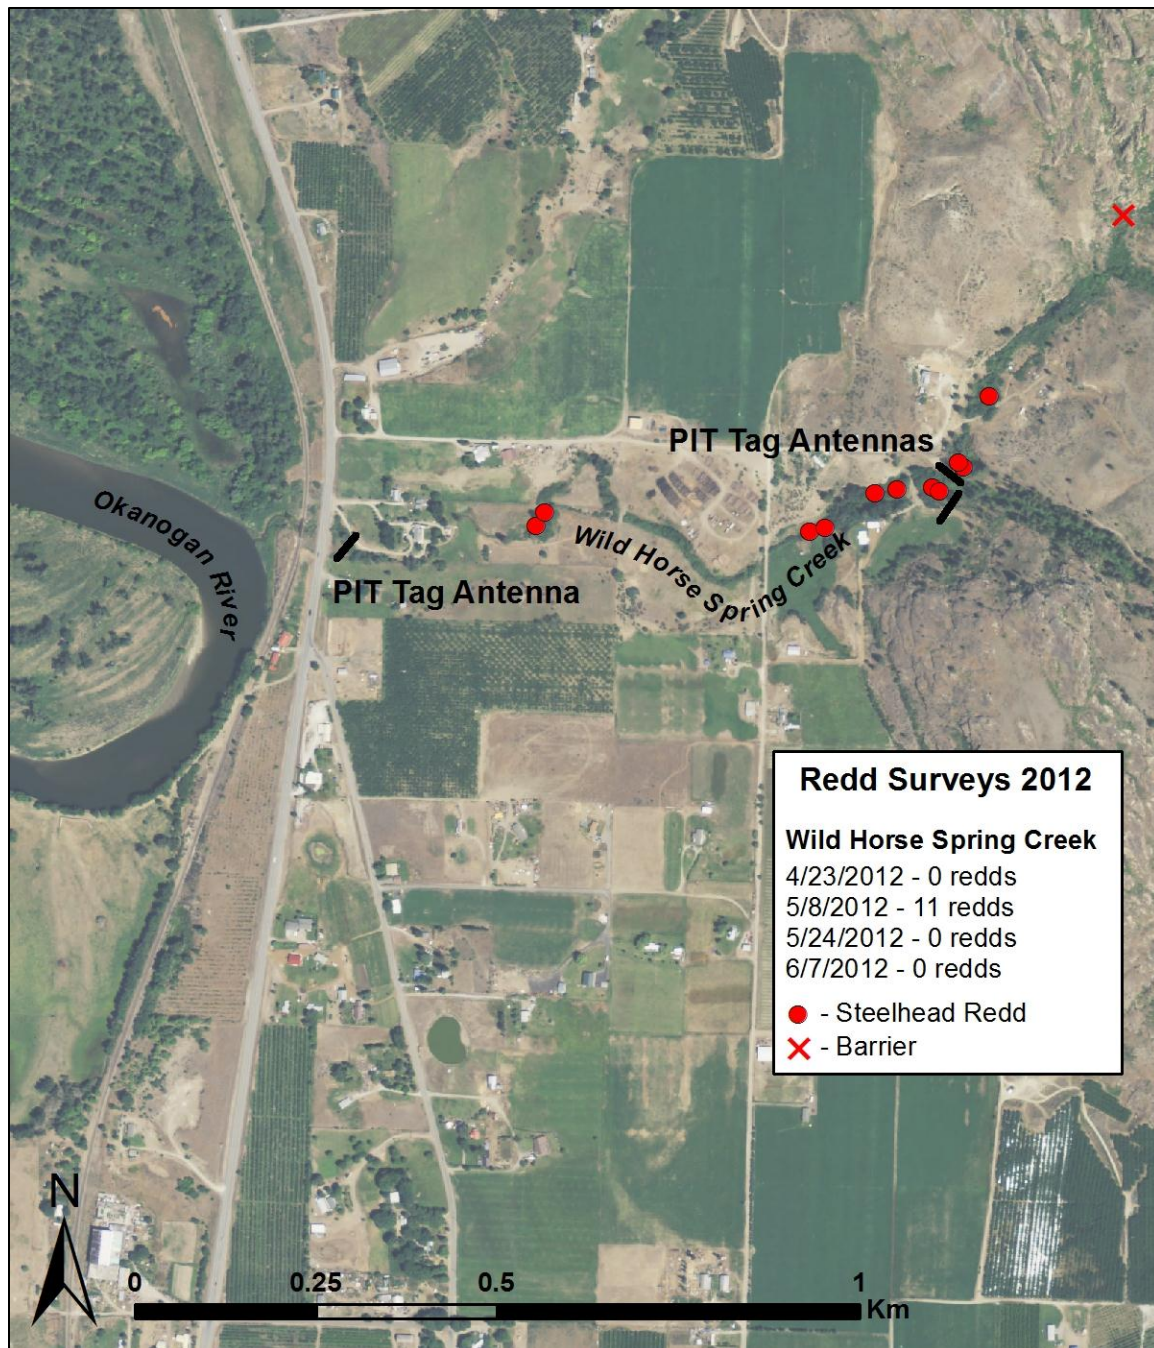 PIT Tag Antennas
Okanogan River
Wild Horse Spring Creek
PIT Tag Antenna
Redd Surveys 2012
Wild Horse Spring Creek
4/23/2012 - 0 redds
5/8/2012 - 11 redds
5/24/2012 - 0 redds
6/7/2012 - 0 redds
- Steelhead Redd
- Barrier
N
0 0.25 0.5 1
Km